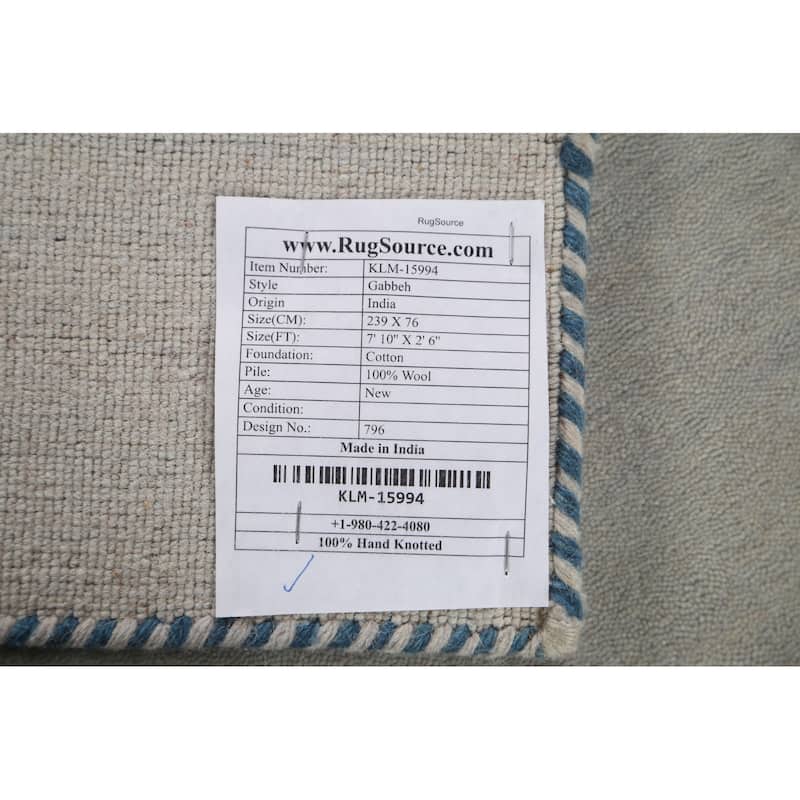 RugSource
www.RugSource.com
Item Number: KLM-15994
Style Gabbeh
Origin India
Size(CM): 239 X 76
Size(FT): 7' 10" X 2' 6"
Foundation: Cotton
Pile: 100% Wool
Age: New
Condition:
Design No.: 796
Made in India
KLM-15994
+1-980-422-4080
100% Hand Knotted